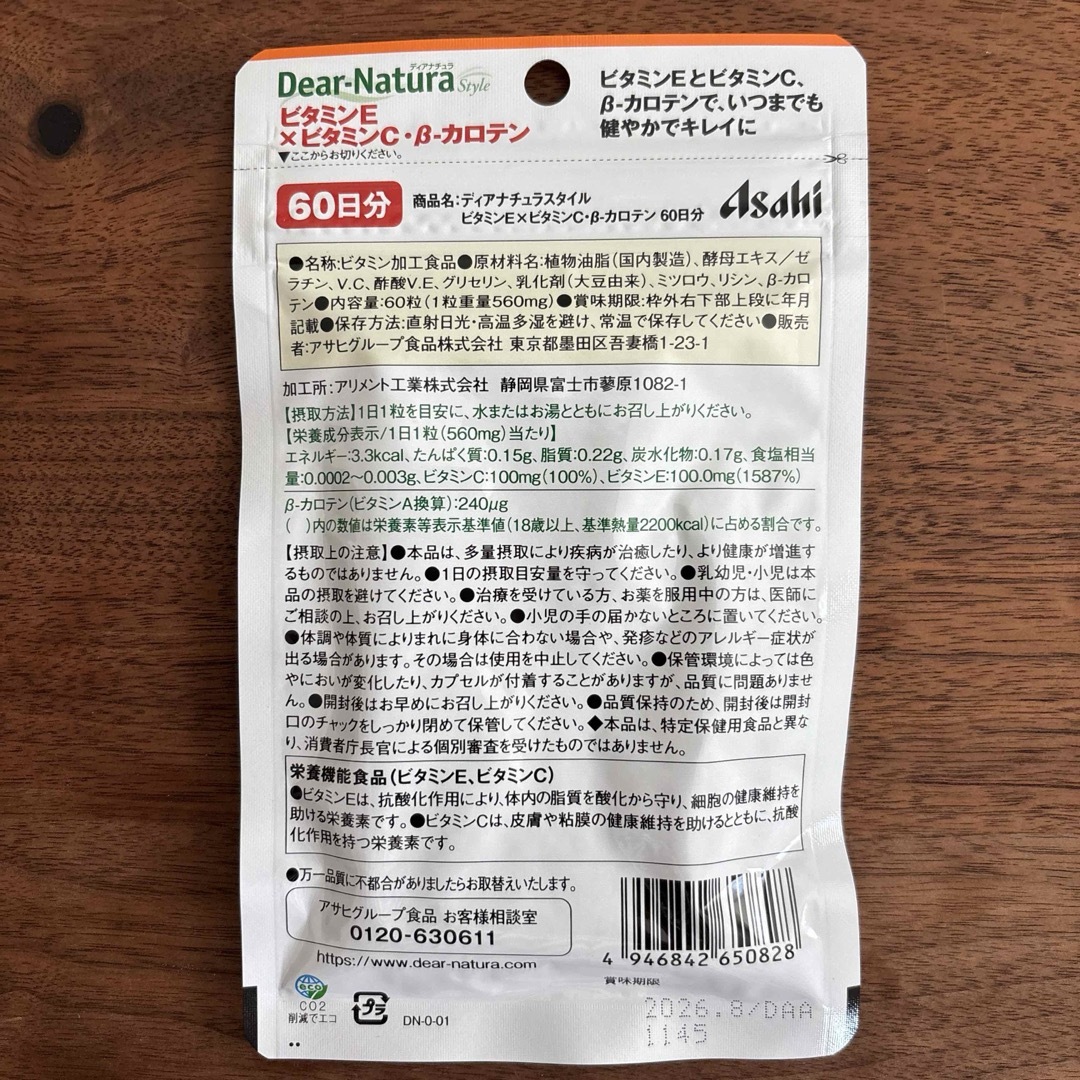 ディアナチュラ
Dear-Natura Style
ビタミンE
×ビタミンC・β-カロテン
▼ここからお切りください。
ビタミンEとビタミンC、
β-カロテンで、いつまでも
健やかでキレイに
60日分
商品名:ディアナチュラスタイル
ビタミンE×ビタミンC・β-カロテン 60日分
Asahi
●名称:ビタミン加工食品●原材料名:植物油脂(国内製造)、酵母エキス/ゼ
ラチン、V.C、酢酸V.E、グリセリン、乳化剤(大豆由来)、ミツロウ、リシン、β-カロ
テン●内容量:60粒(1粒重量560mg)●賞味期限:枠外右下部上段に年月
記載●保存方法:直射日光・高温多湿を避け、常温で保存してください●販売
者:アサヒグループ食品株式会社 東京都墨田区吾妻橋1-23-1
加工所:アリメント工業株式会社 静岡県富士市蓼原1082-1
【摂取方法】1日1粒を目安に、水またはお湯とともにお召し上がりください。
【栄養成分表示/1日1粒(560mg)当たり】
エネルギー:3.3kcal、たんぱく質:0.15g、脂質:0.22g、炭水化物:0.17g、食塩相当
量:0.0002~0.003g、ビタミンC:100mg(100%)、ビタミンE:100.0mg(1587%)
β-カロテン(ビタミンA換算):240μg
( )内の数値は栄養素等表示基準値(18歳以上、基準熱量2200kcal)に占める割合です。
【摂取上の注意】●本品は、多量摂取により疾病が治癒したり、より健康が増進す
るものではありません。●1日の摂取目安量を守ってください。●乳幼児・小児は本
品の摂取を避けてください。●治療を受けている方、お薬を服用中の方は、医師に
ご相談の上、お召し上がりください。●小児の手の届かないところに置いてください。
●体調や体質によりまれに身体に合わない場合や、発疹などのアレルギー症状が
出る場合があります。その場合は使用を中止してください。●保管環境によっては色
やにおいが変化したり、カプセルが付着することがありますが、品質に問題ありませ
ん。●開封後はお早めにお召し上がりください。●品質保持のため、開封後は開封
口のチャックをしっかり閉めて保管してください。◆本品は、特定保健用食品と異な
り、消費者庁長官による個別審査を受けたものではありません。
栄養機能食品(ビタミンE、ビタミンC)
●ビタミンEは、抗酸化作用により、体内の脂質を酸化から守り、細胞の健康維持を
助ける栄養素です。●ビタミンCは、皮膚や粘膜の健康維持を助けるとともに、抗酸
化作用を持つ栄養素です。
●万一品質に不都合がありましたらお取替えいたします。
アサヒグループ食品 お客様相談室
0120-630611
https://www.dear-natura.com
4 946842 650828
eco
CO2
削減でエコ
プラ
DN-0-01
賞味期限
2026.8/DAA
1145